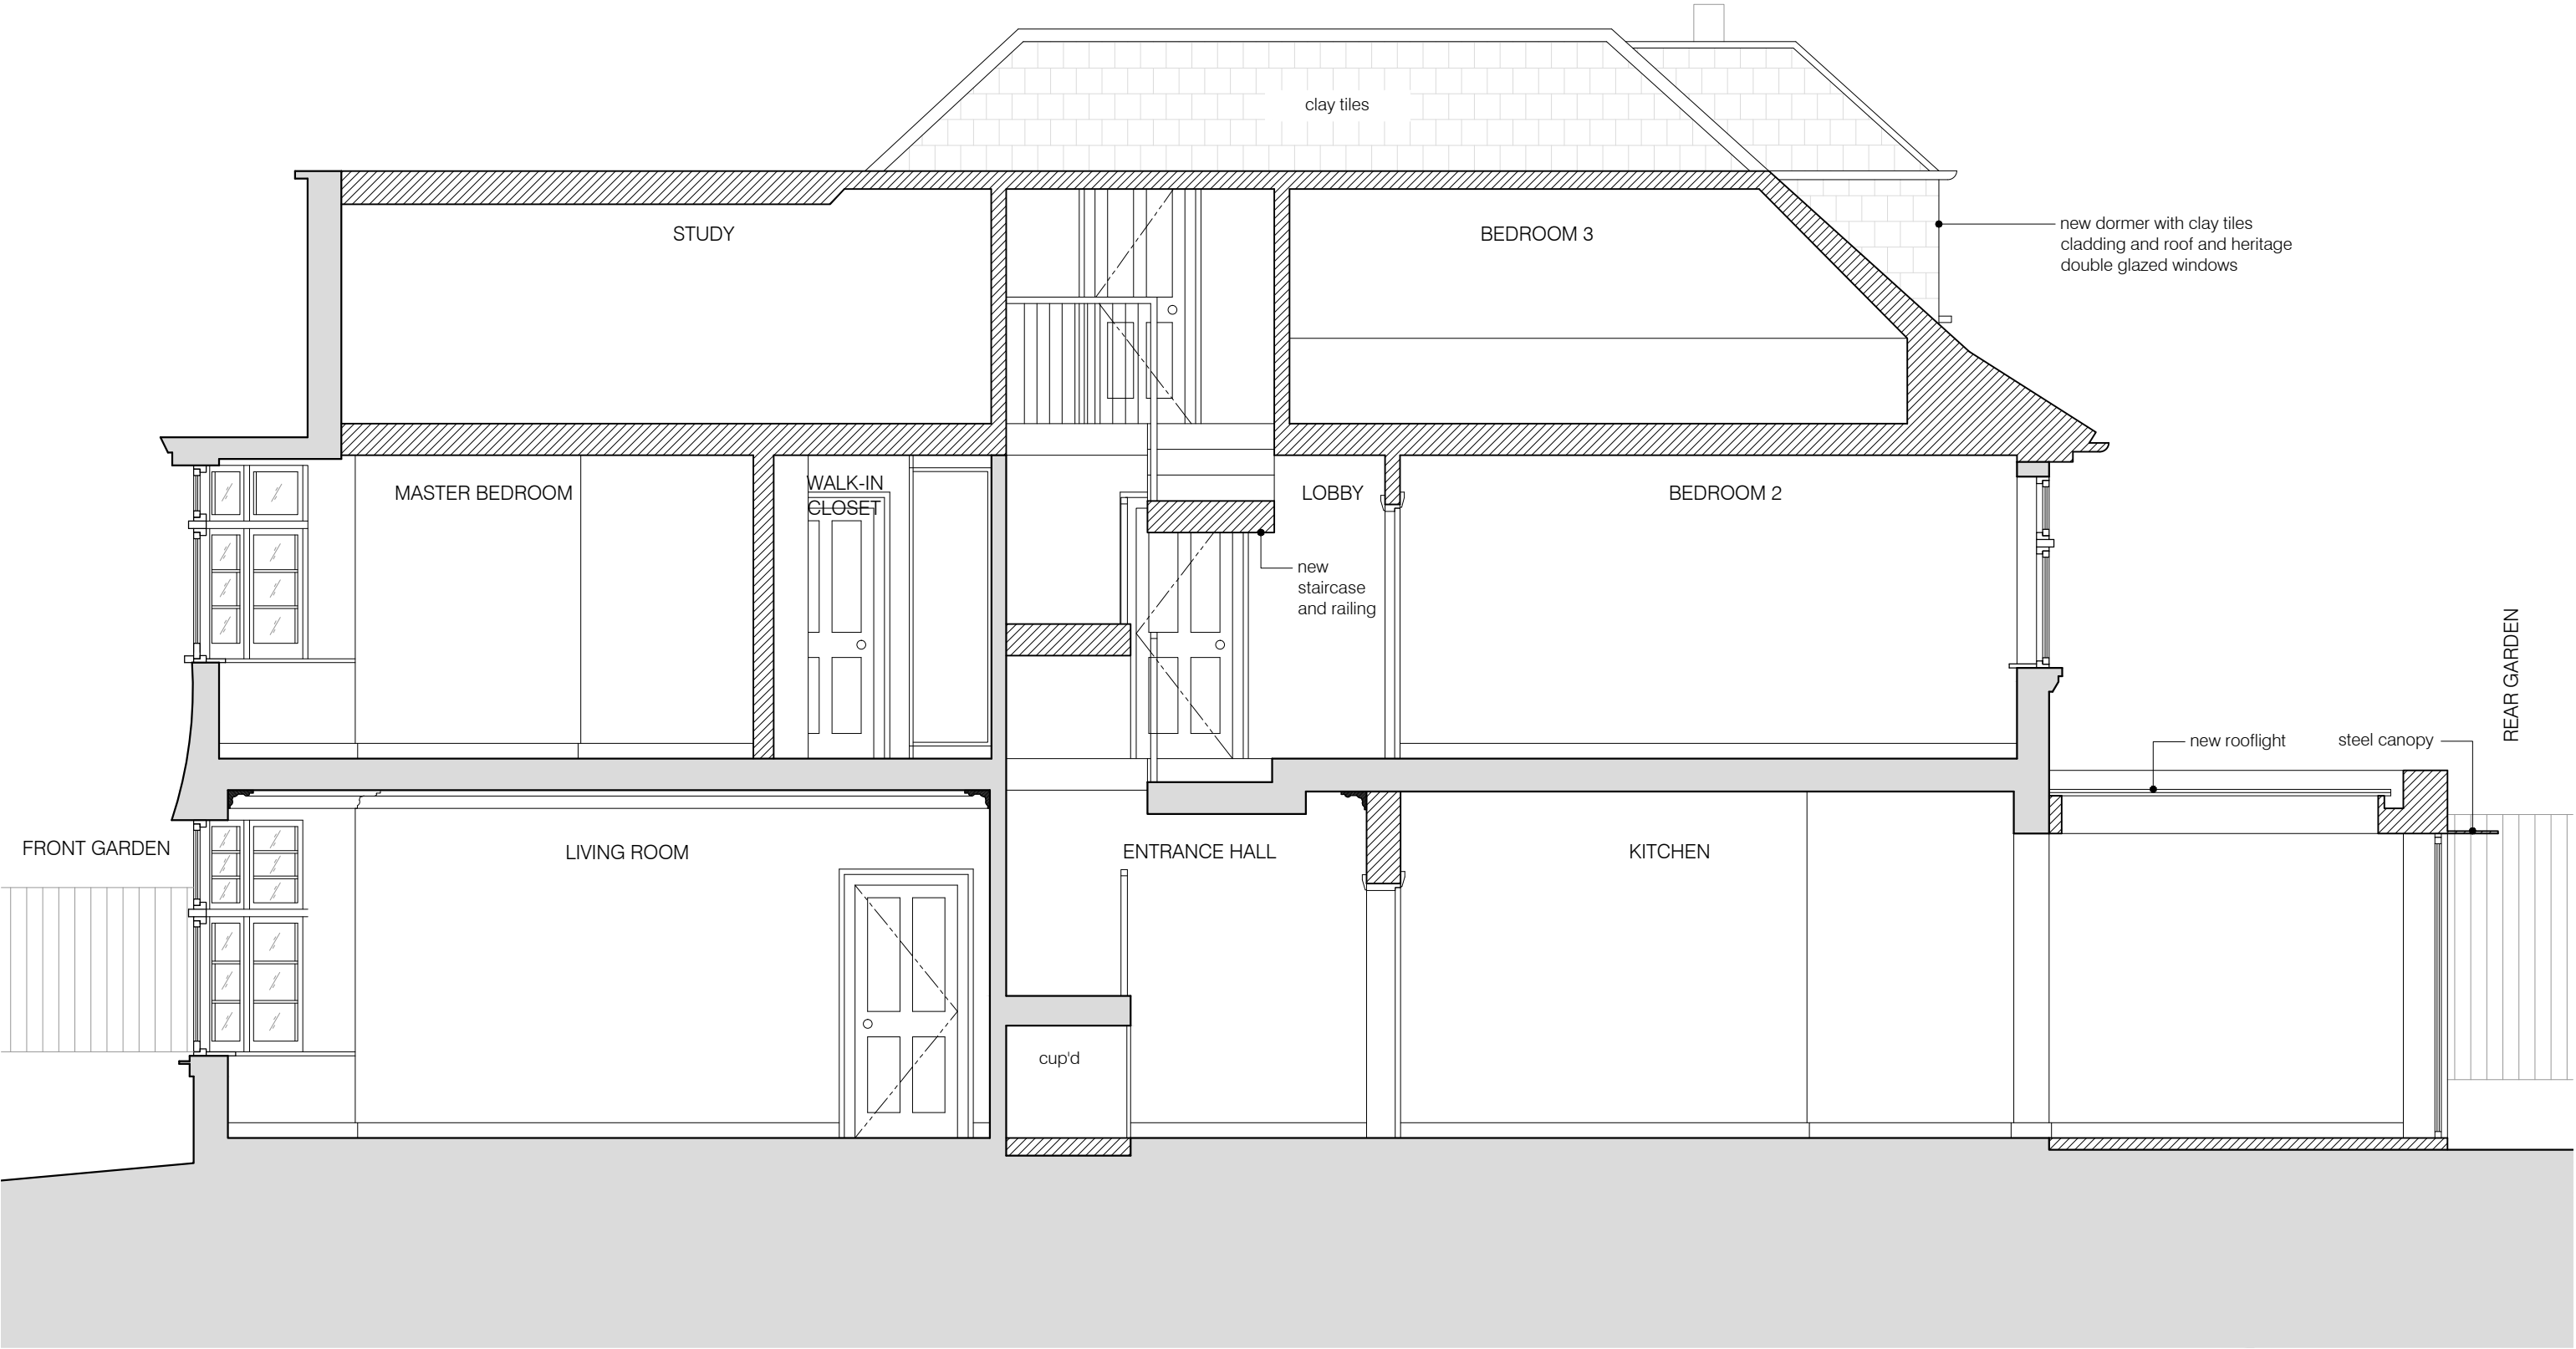 clay tiles
new dormer with clay tiles
cladding and roof and heritage
double glazed windows
STUDY
BEDROOM 3
MASTER BEDROOM
WALK-IN
CLOSET
LOBBY
BEDROOM 2
new
staircase
and railing
REAR GARDEN
new rooflight
steel canopy
FRONT GARDEN
LIVING ROOM
ENTRANCE HALL
KITCHEN
cup'd